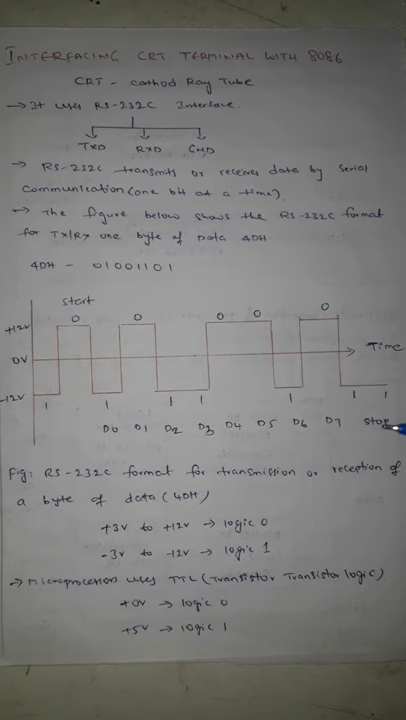 INTERFACING CRT TERMINAL WITH 8086
CRT - cathod Ray Tube
→ It uses RS-232C Interface.
TXD RXD GND
→ RS-232C transmits or receives data by serial
communication (one bit at a time).
→ The figure below shows the RS-232C format
for Tx/Rx one byte of Data 4DH.
4DH - 01001101
start
0 0 0 0 0
+12V
0V
Time
-12V
1 1 1 1 1 1 1
D0 D1 D2 D3 D4 D5 D6 D7 stop
Fig: RS-232C format for transmission or reception of
a byte of data (4DH)
+3V to +12V → logic 0
-3V to -12V → logic 1
→ Microprocessors uses TTL (Transistor Transistor logic)
+0V → logic 0
+5V → logic 1